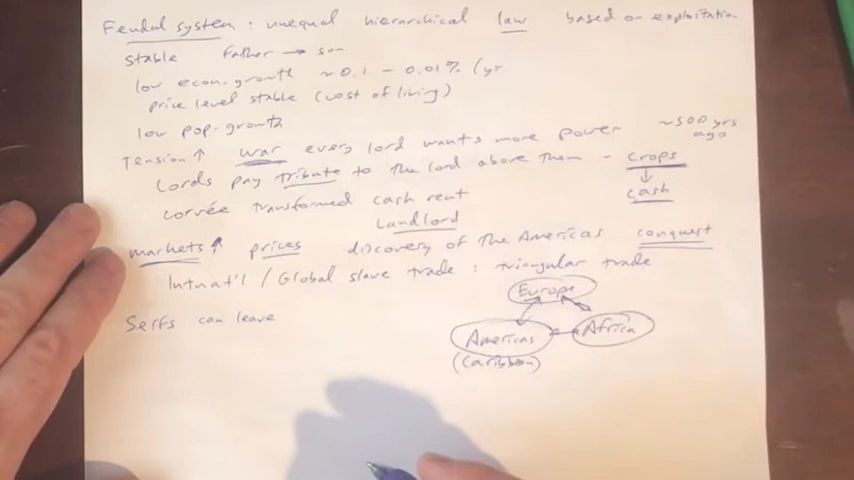 Feudal system : unequal hierarchical law based on exploitation
stable father → son
low econ. growth ~0.1 - 0.01% (yr
price level stable (cost of living)
low pop. growth
Tension ↑ war every lord wants more power ~500 yrs ago
Lords pay tribute to the lord above them - crops
↓
corvée transformed cash rent cash
Landlord
markets ↑ prices discovery of the Americas conquest
Intnat'l / Global slave trade : triangular trade
Europe
Serfs can leave
Americas Africa
(Caribbean)